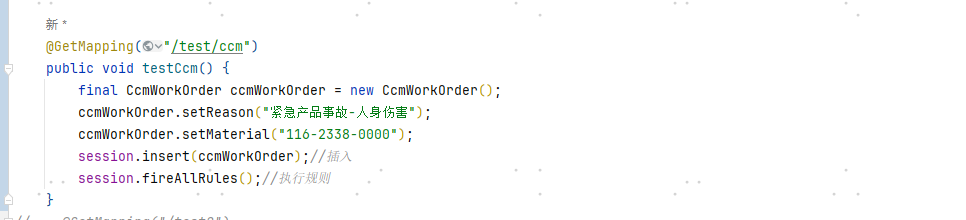 新 *
@GetMapping("/test/ccm")
public void testCcm() {
final CcmWorkOrder ccmWorkOrder = new CcmWorkOrder();
ccmWorkOrder.setReason("紧急产品事故-人身伤害");
ccmWorkOrder.setMaterial("116-2338-0000");
session.insert(ccmWorkOrder);//插入
session.fireAllRules();//执行规则
}
// @GetMapping("/test2")